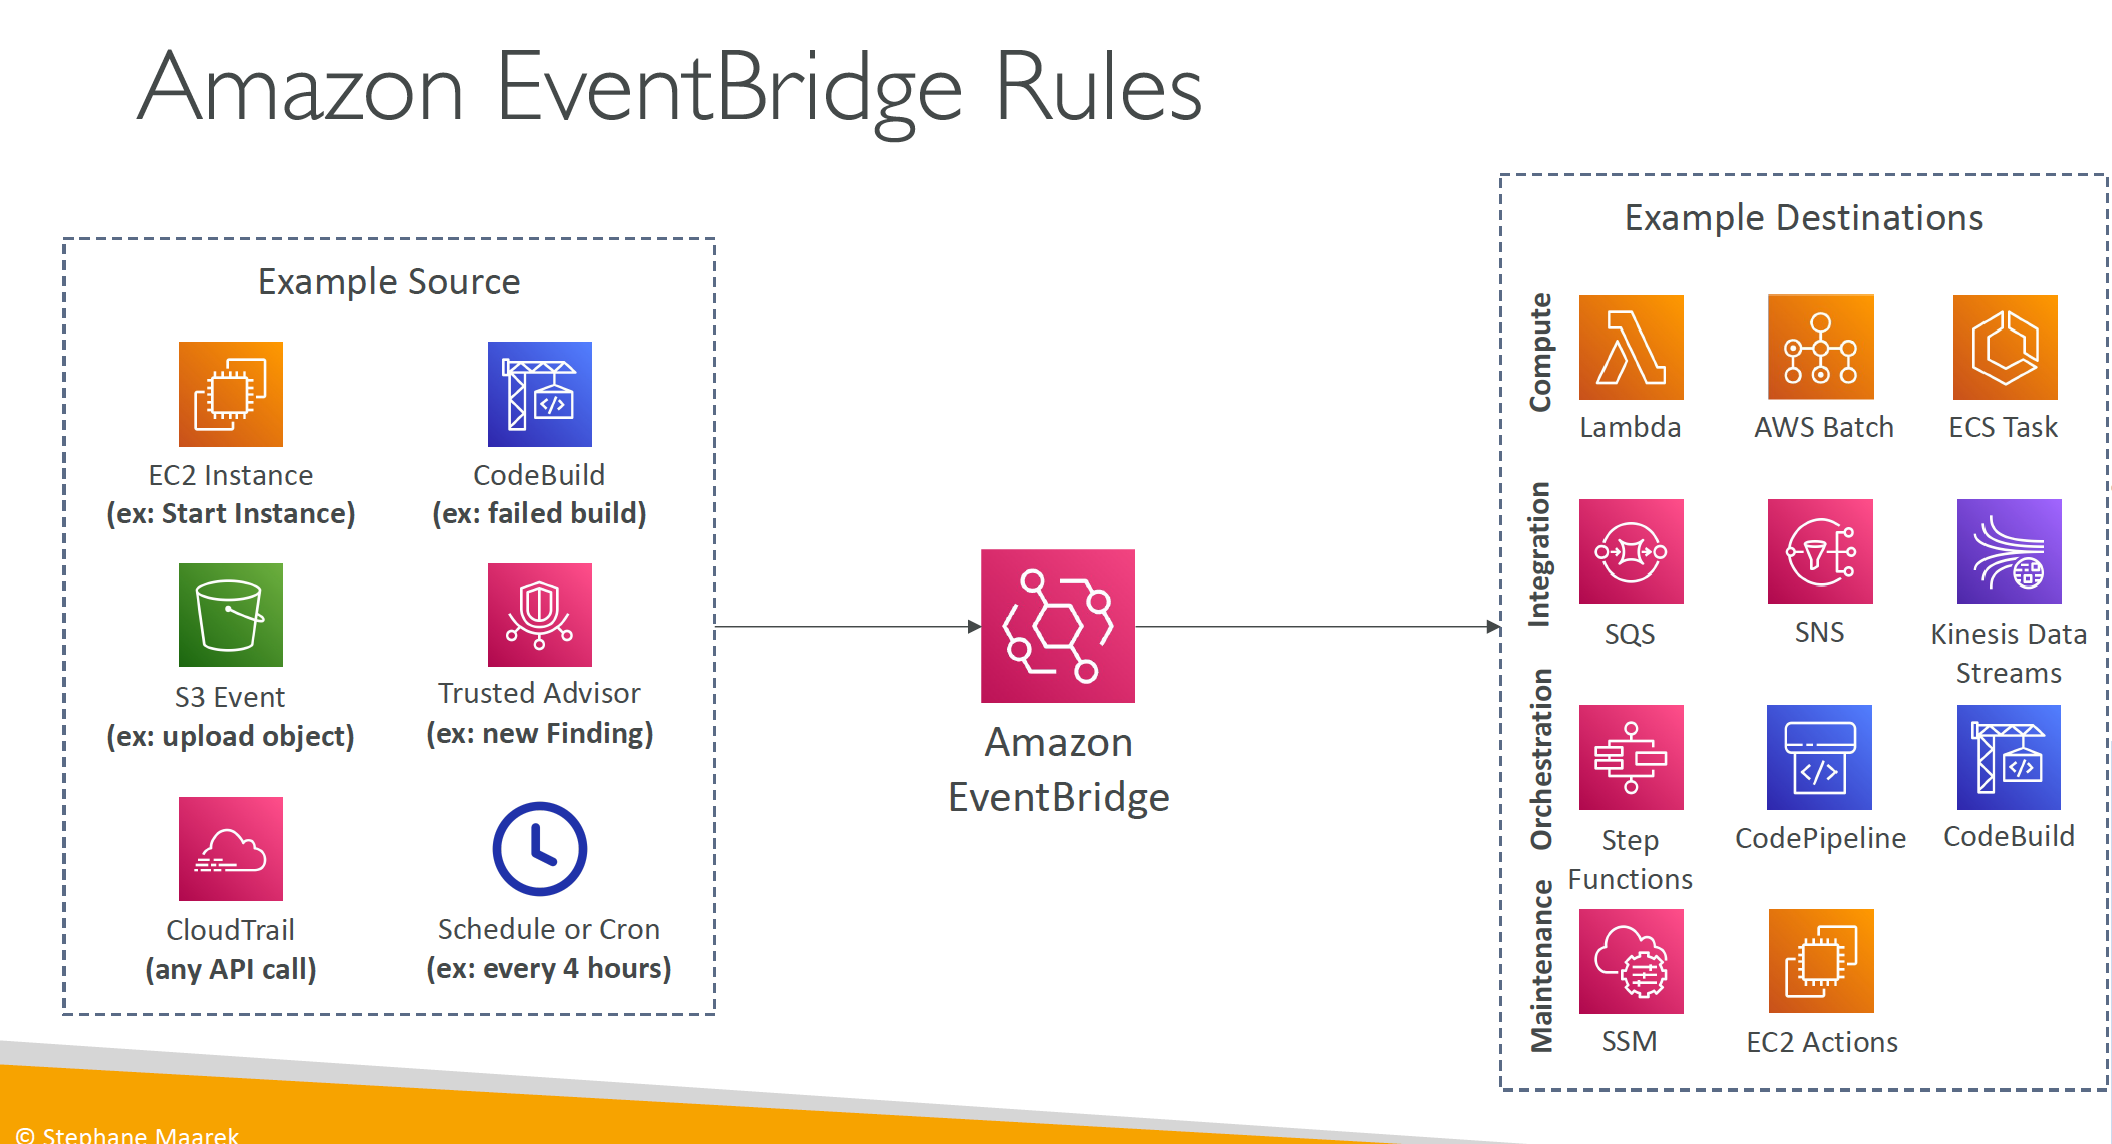 Amazon EventBridge Rules
Example Source
EC2 Instance
(ex: Start Instance)
CodeBuild
(ex: failed build)
S3 Event
(ex: upload object)
Trusted Advisor
(ex: new Finding)
CloudTrail
(any API call)
Schedule or Cron
(ex: every 4 hours)
Amazon
EventBridge
Example Destinations
Compute
Lambda
AWS Batch
ECS Task
Integration
SQS
SNS
Kinesis Data
Streams
Orchestration
Step
Functions
CodePipeline
CodeBuild
Maintenance
SSM
EC2 Actions
© Stephane Maarek